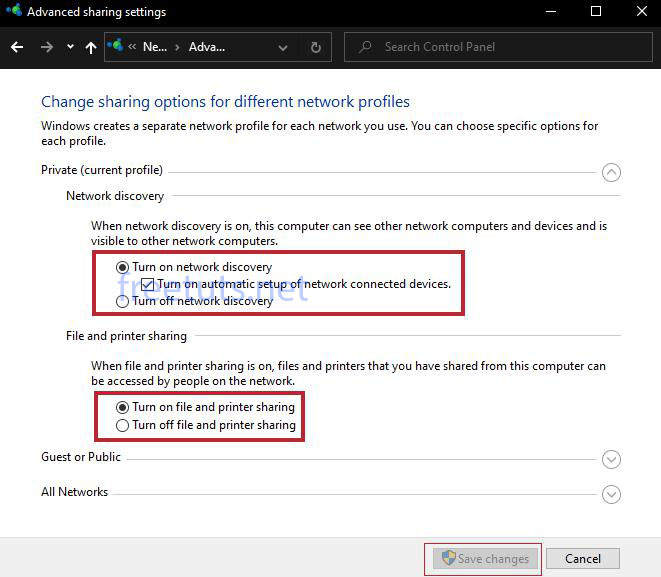 Advanced sharing settings
« Ne... › Adva...
Search Control Panel
Change sharing options for different network profiles
Windows creates a separate network profile for each network you use. You can choose specific options for
each profile.
Private (current profile)
Network discovery
When network discovery is on, this computer can see other network computers and devices and is
visible to other network computers.
Turn on network discovery
Turn on automatic setup of network connected devices.
freetuts.net
Turn off network discovery
File and printer sharing
When file and printer sharing is on, files and printers that you have shared from this computer can
be accessed by people on the network.
Turn on file and printer sharing
Turn off file and printer sharing
Guest or Public
All Networks
Save changes
Cancel